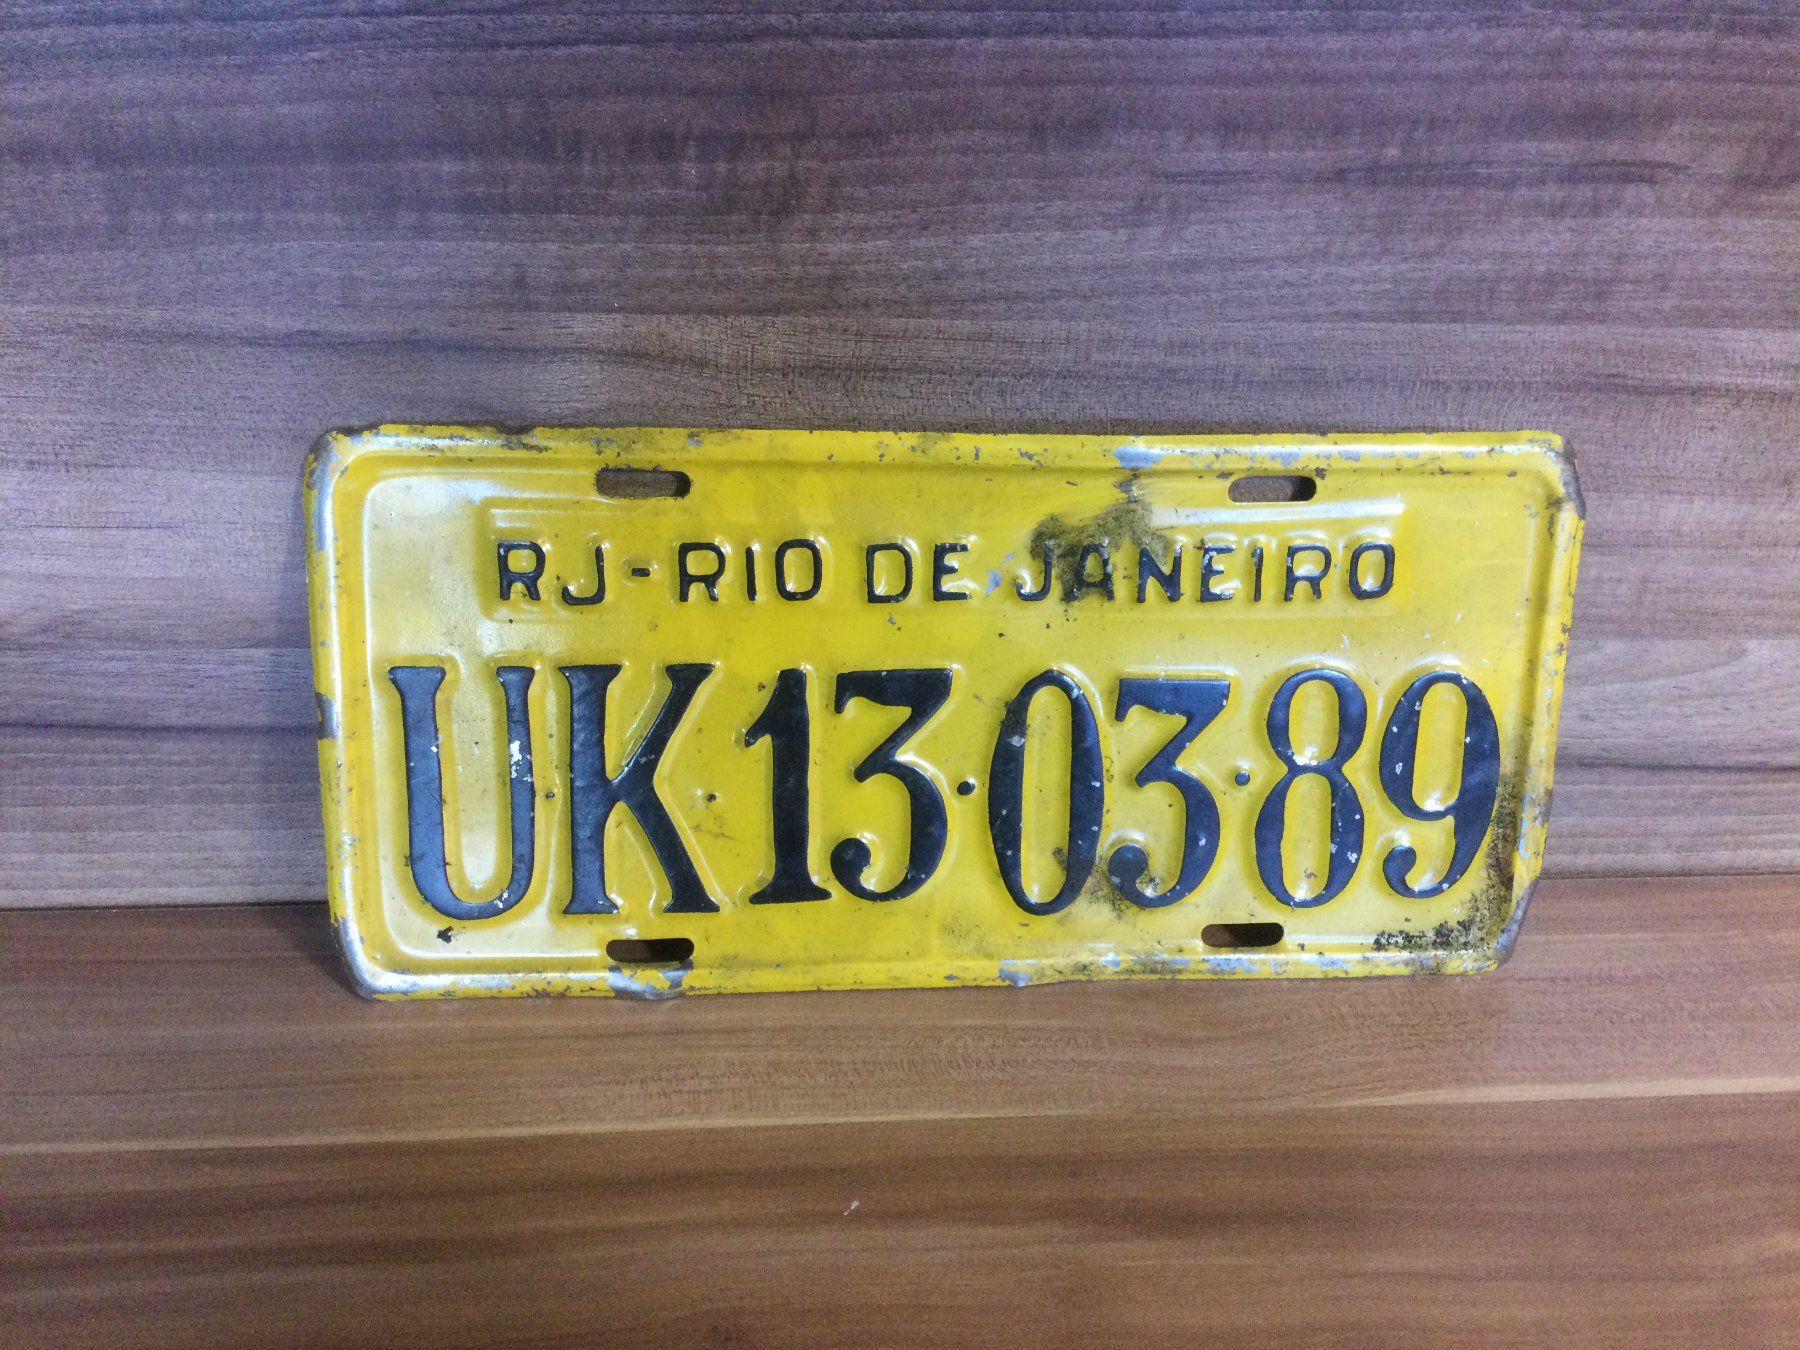 RJ-RIO DE JANEIRO
UK13·03·89